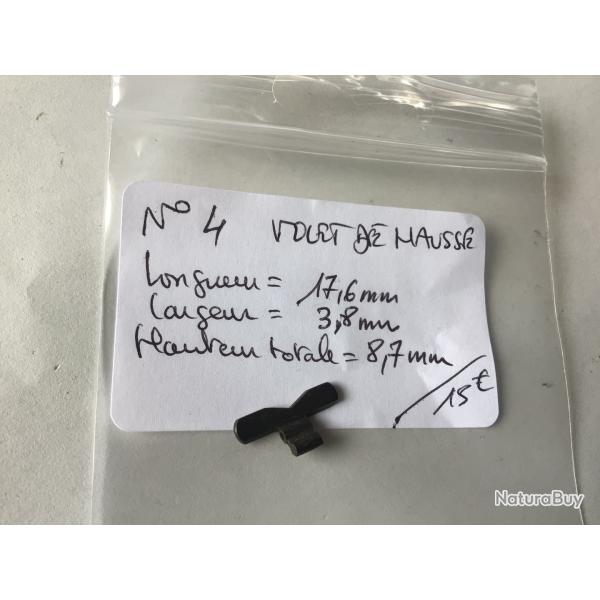 N° 4 VOLET DE HAUSSE
Longueur = 17,6mm
Largeur = 3,8mm
Hauteur totale = 8,7mm
15€
NaturaBuy